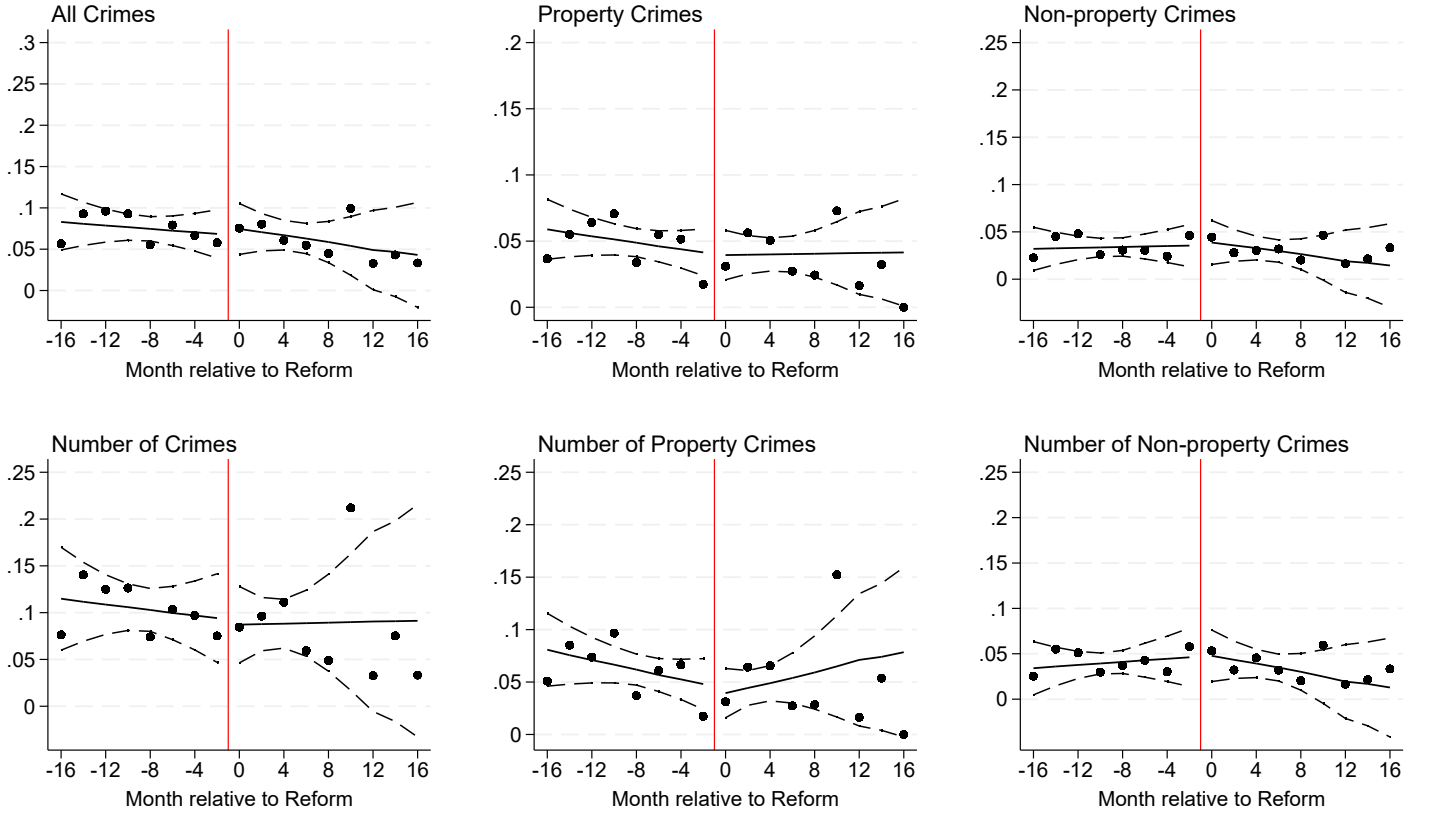 All Crimes
.3
.25
.2
.15
.1
.05
0
-16 -12 -8 -4 0 4 8 12 16
Month relative to Reform
Property Crimes
.2
.15
.1
.05
0
-16 -12 -8 -4 0 4 8 12 16
Month relative to Reform
Non-property Crimes
.25
.2
.15
.1
.05
0
-16 -12 -8 -4 0 4 8 12 16
Month relative to Reform
Number of Crimes
.25
.2
.15
.1
.05
0
-16 -12 -8 -4 0 4 8 12 16
Month relative to Reform
Number of Property Crimes
.25
.2
.15
.1
.05
0
-16 -12 -8 -4 0 4 8 12 16
Month relative to Reform
Number of Non-property Crimes
.25
.2
.15
.1
.05
0
-16 -12 -8 -4 0 4 8 12 16
Month relative to Reform